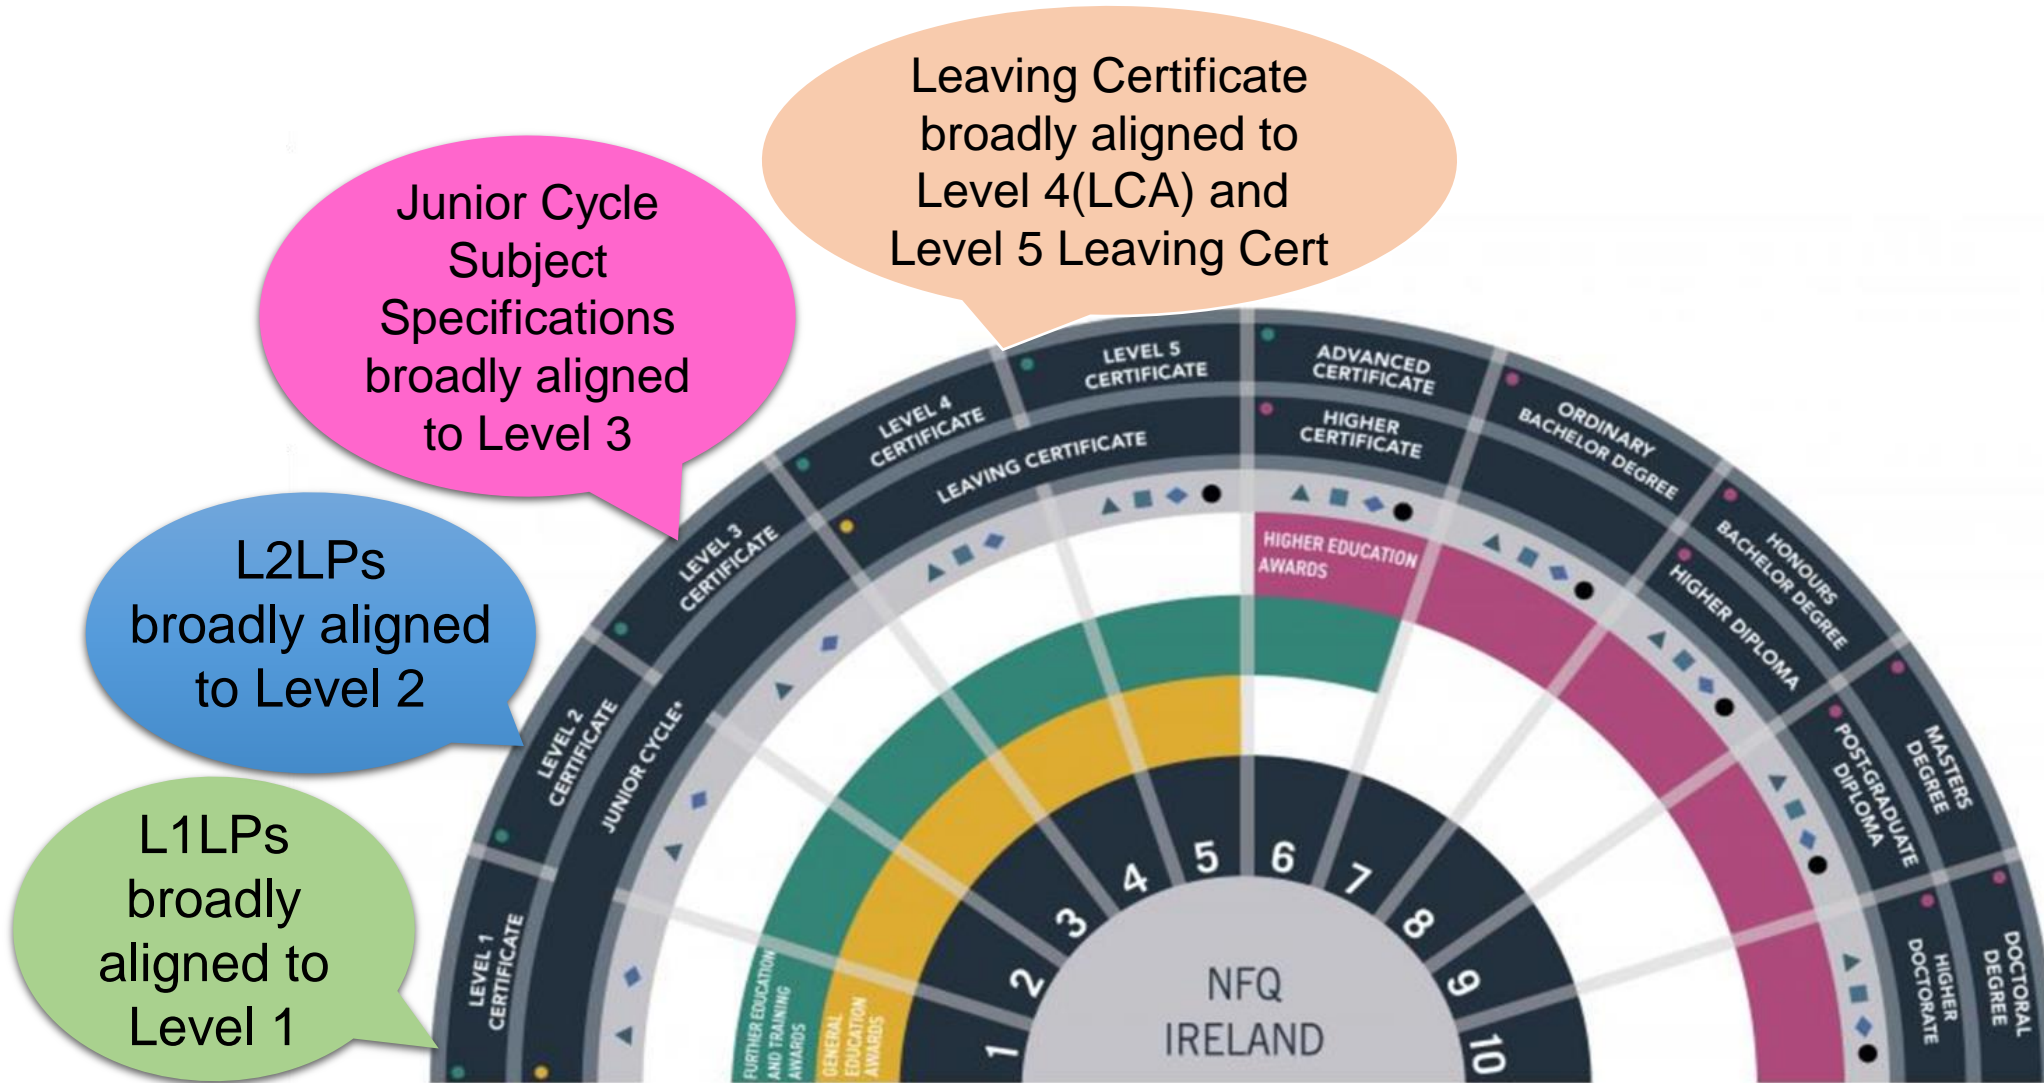 Leaving Certificate
broadly aligned to
Level 4(LCA) and
Level 5 Leaving Cert
Junior Cycle
Subject
Specifications
broadly aligned
to Level 3
L2LPs
broadly aligned
to Level 2
L1LPs
broadly
aligned to
Level 1
LEVEL 1
CERTIFICATE
LEVEL 2
CERTIFICATE
LEVEL 3
CERTIFICATE
LEVEL 4
CERTIFICATE
LEVEL 5
CERTIFICATE
ADVANCED
CERTIFICATE
ORDINARY
BACHELOR DEGREE
HONOURS
BACHELOR DEGREE
MASTERS
DEGREE
DOCTORAL
DEGREE
JUNIOR CYCLE*
LEAVING CERTIFICATE
HIGHER
CERTIFICATE
HIGHER DIPLOMA
POST-GRADUATE
DIPLOMA
HIGHER
DOCTORATE
HIGHER EDUCATION
AWARDS
FURTHER EDUCATION
AND TRAINING
AWARDS
GENERAL
EDUCATION
AWARDS
1
2
3
4
5
6
7
8
9
10
NFQ
IRELAND